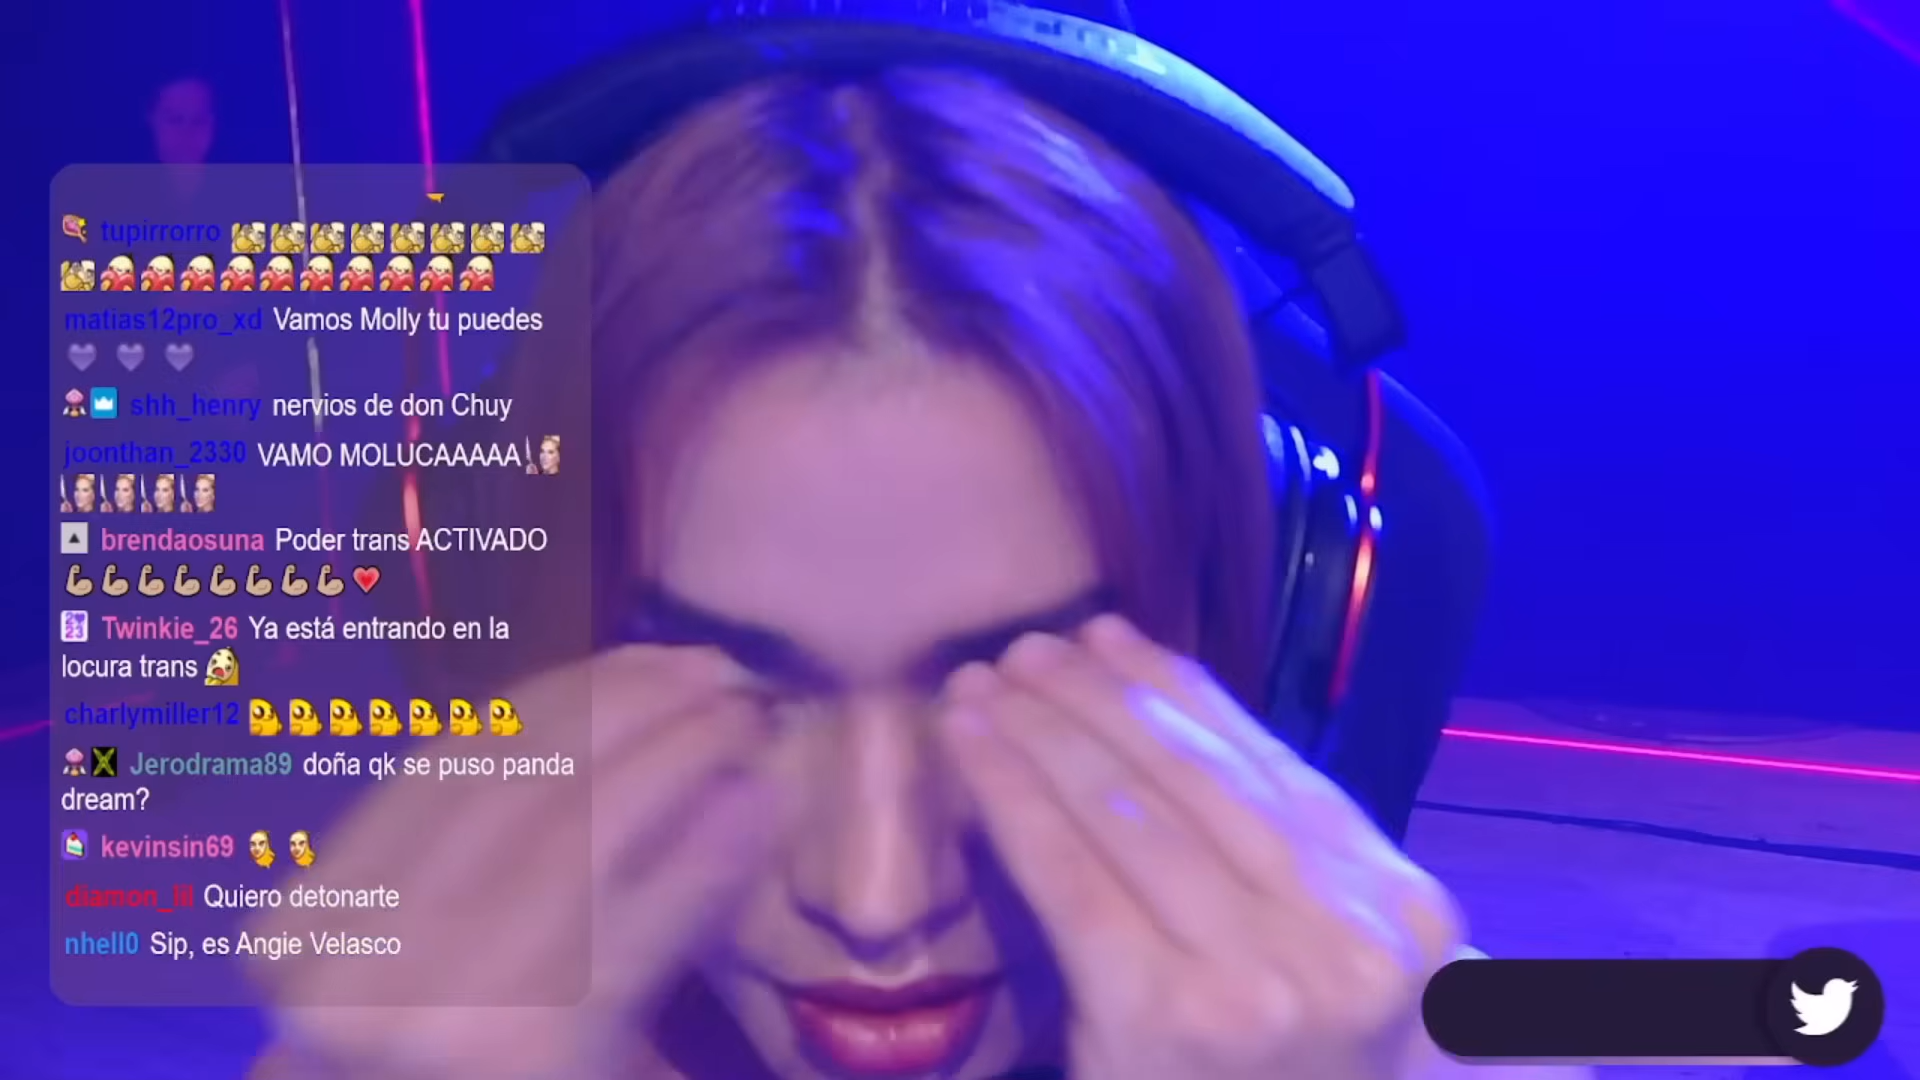 tupirrorro
matias12pro_xd Vamos Molly tu puedes
shh_henry nervios de don Chuy
joonthan_2330 VAMO MOLUCAAAAA
brendaosuna Poder trans ACTIVADO
Twinkie_26 Ya está entrando en la
locura trans
charlymiller12
Jerodrama89 doña qk se puso panda
dream?
kevinsin69
diamon_lil Quiero detonarte
nhell0 Sip, es Angie Velasco